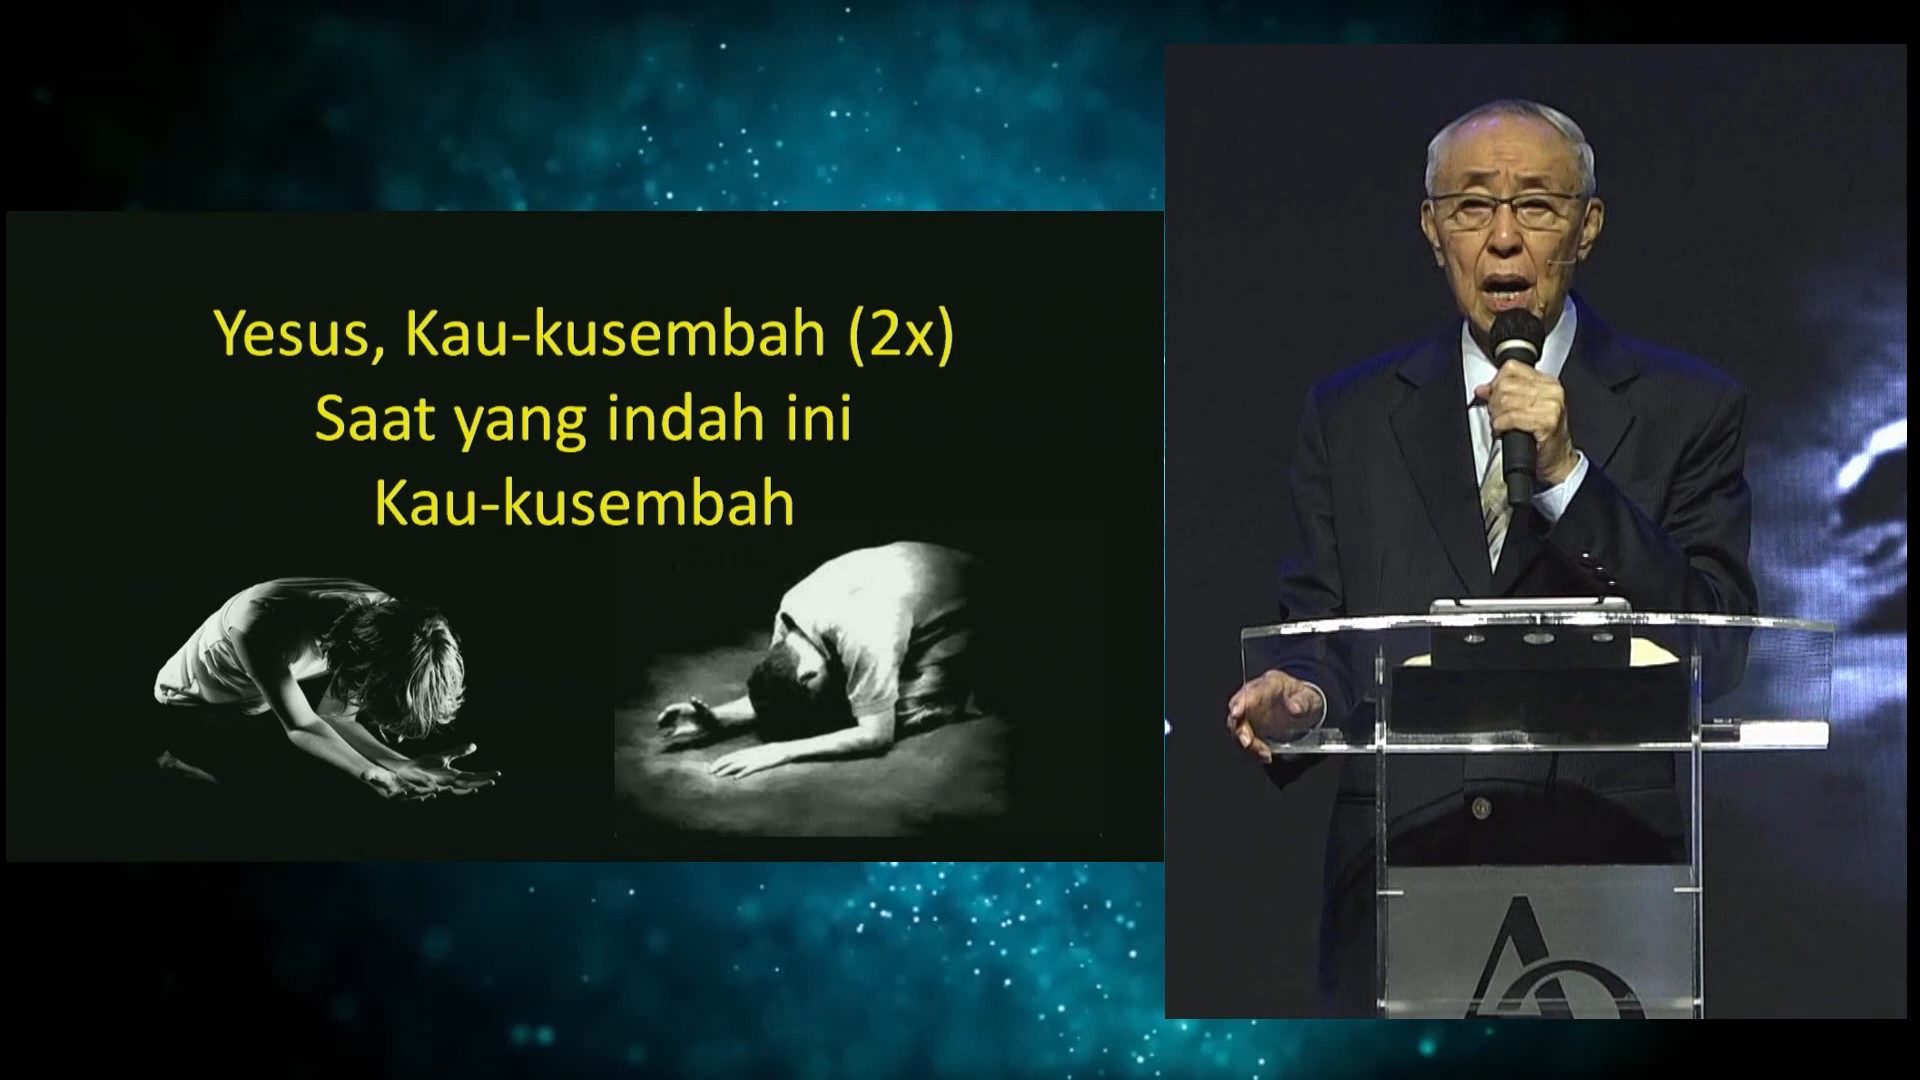 Yesus, Kau-kusembah (2x)
Saat yang indah ini
Kau-kusembah